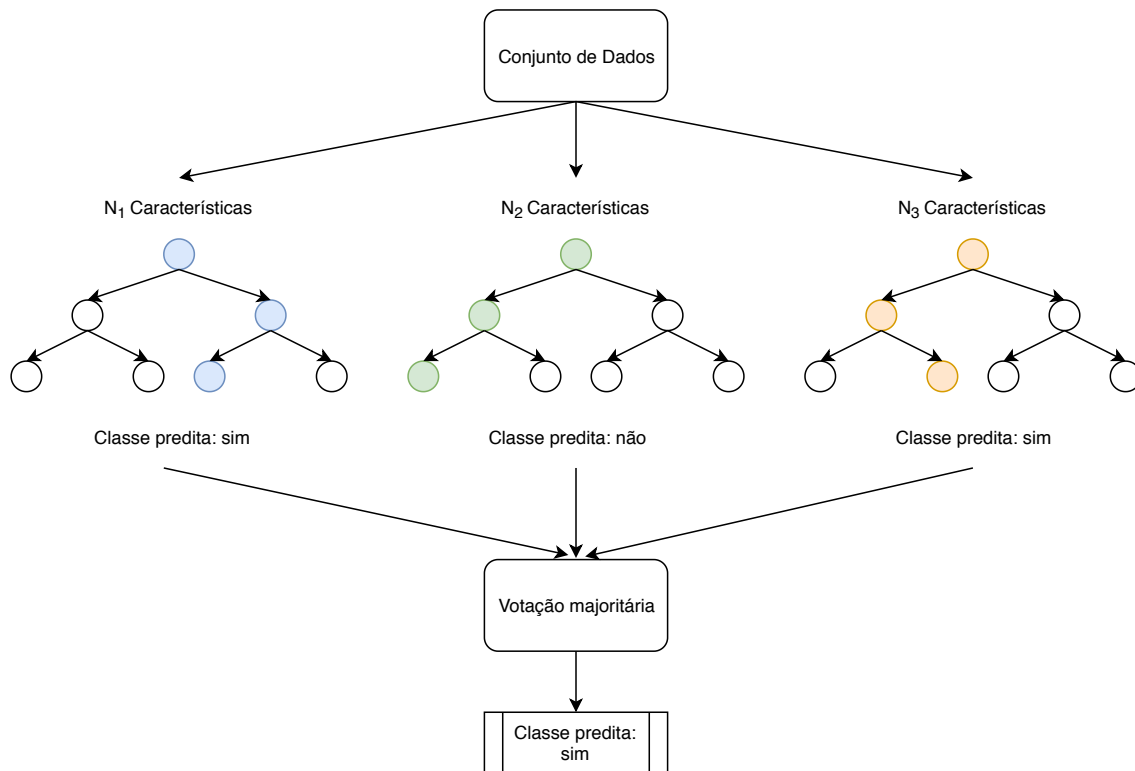 Conjunto de Dados
N₁ Características
N₂ Características
N₃ Características
Classe predita: sim
Classe predita: não
Classe predita: sim
Votação majoritária
Classe predita:
sim